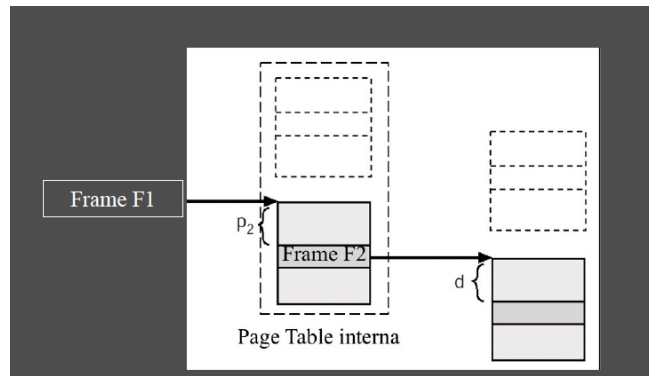 Frame F1
p2
Frame F2
d
Page Table interna